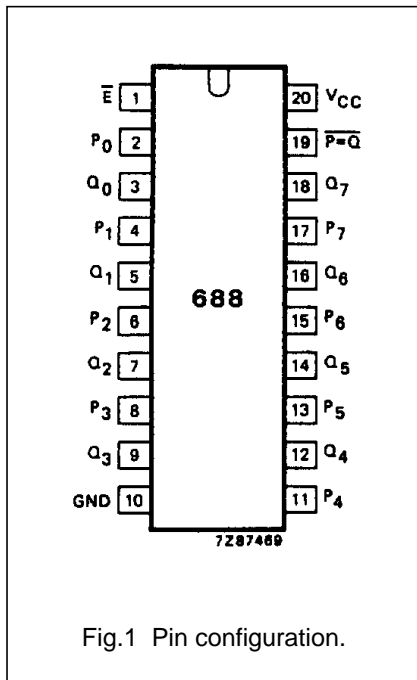 E̅ 1 20 VCC
P0 2 19 P̅=̅Q̅
Q0 3 18 Q7
P1 4 17 P7
Q1 5 16 Q6
688
P2 6 15 P6
Q2 7 14 Q5
P3 8 13 P5
Q3 9 12 Q4
GND 10 11 P4
7Z87469
Fig.1 Pin configuration.